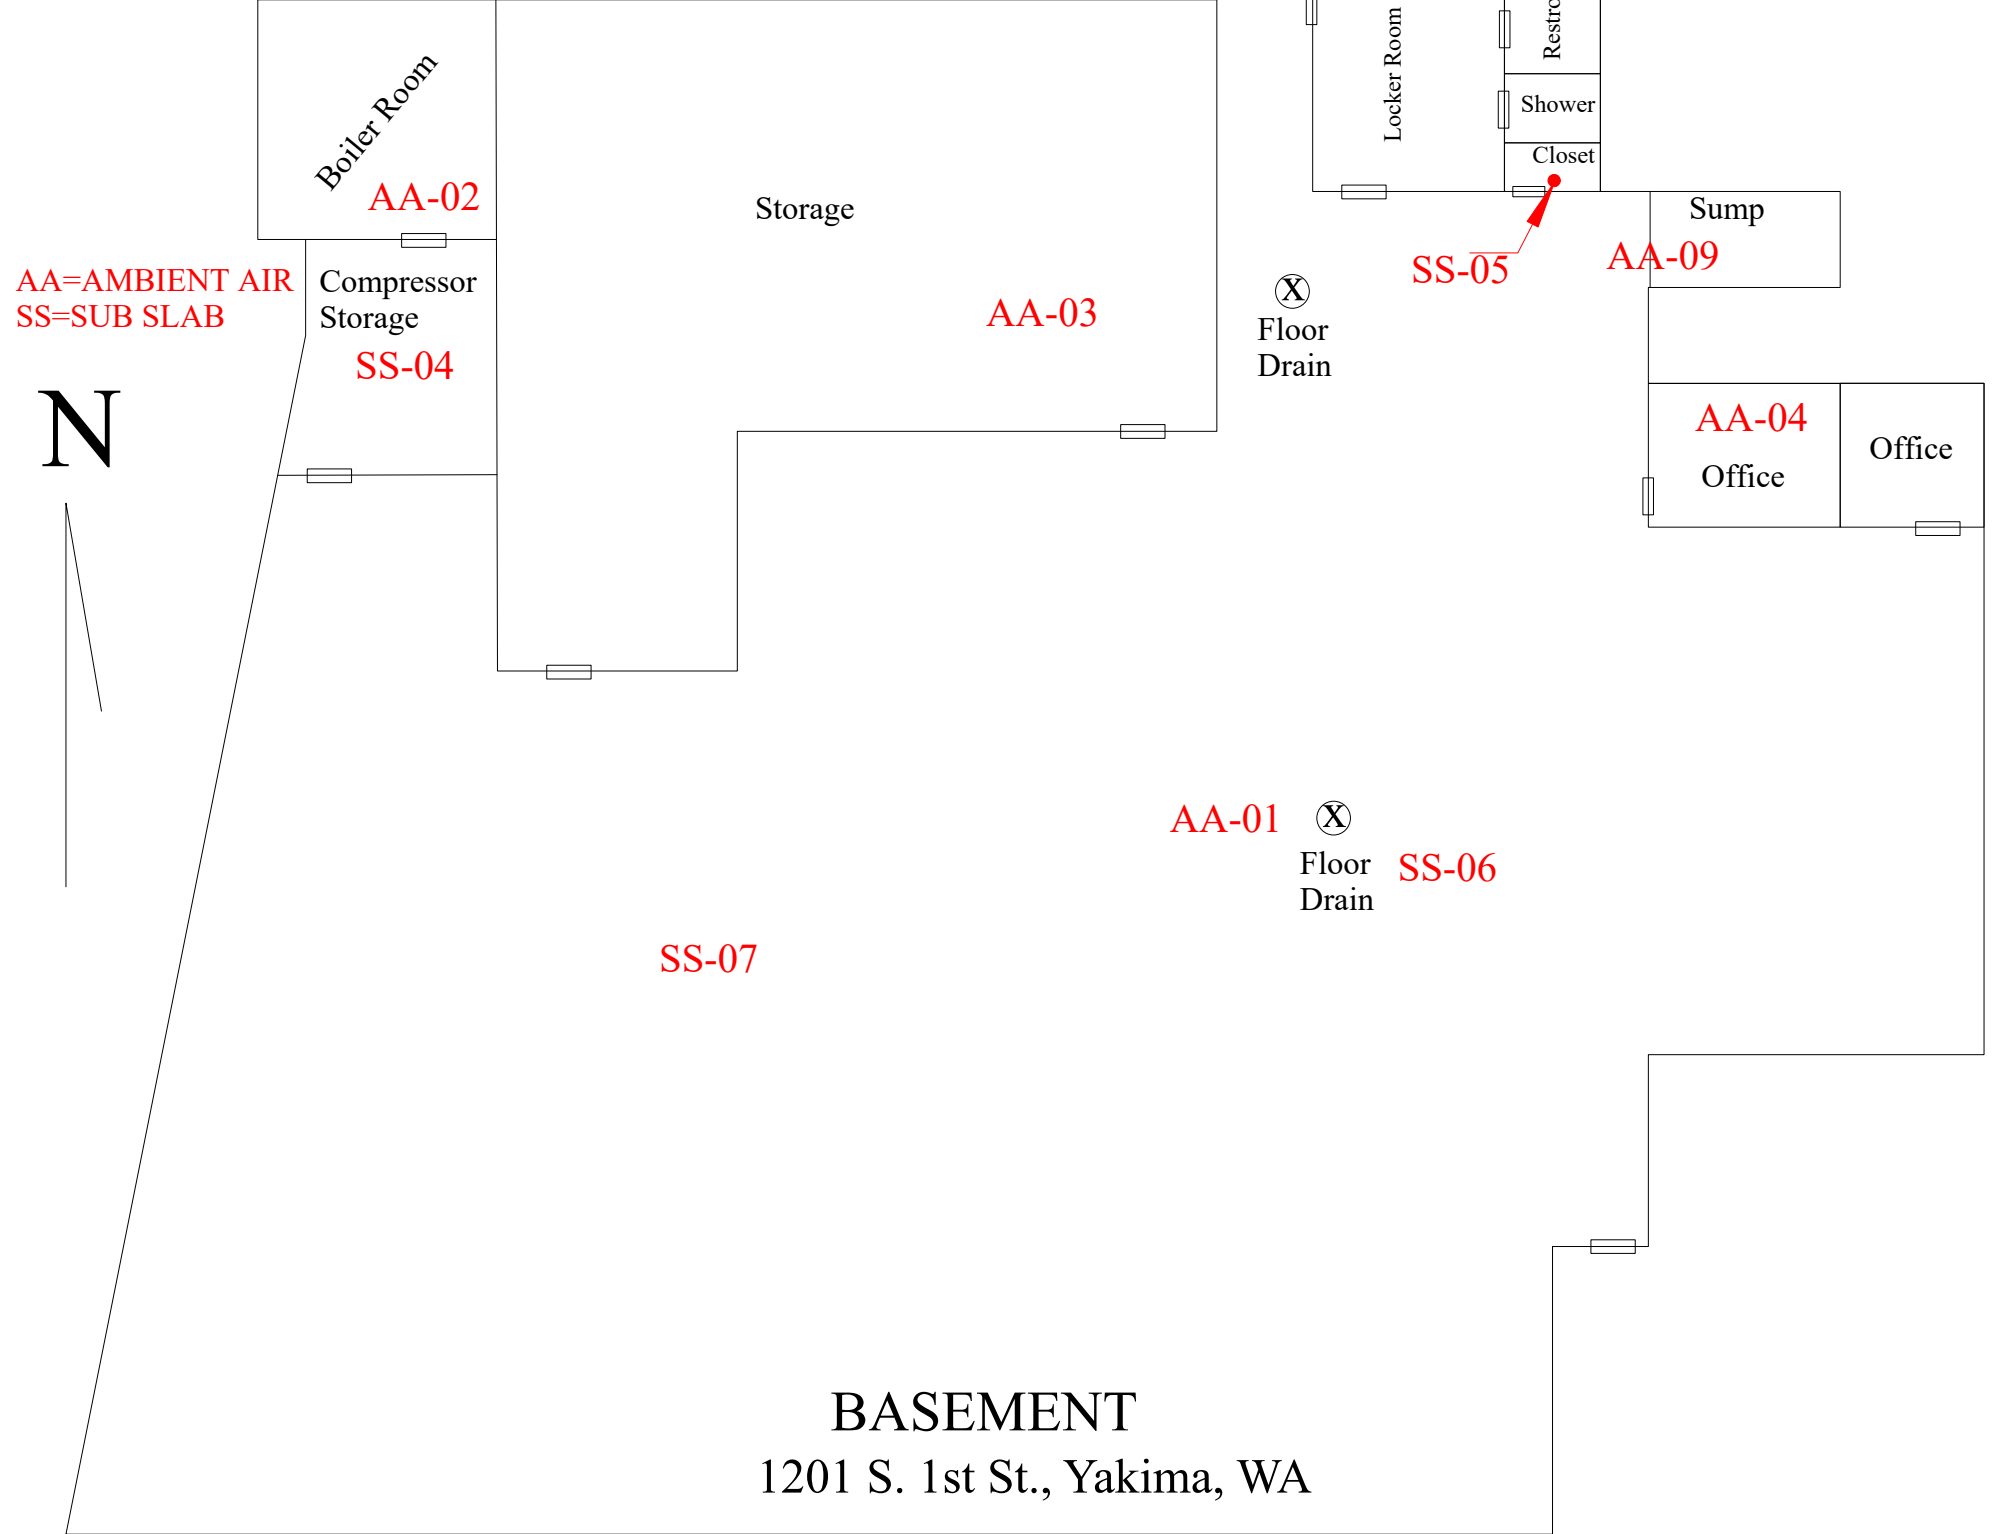 Locker Room
Restro
Boiler Room
Shower
Closet
AA-02
Storage
Sump
AA=AMBIENT AIR
SS=SUB SLAB
Compressor
Storage
SS-04
AA-03
X
Floor
Drain
SS-05
AA-09
N
AA-04
Office
Office
AA-01
X
Floor
Drain
SS-06
SS-07
BASEMENT
1201 S. 1st St., Yakima, WA